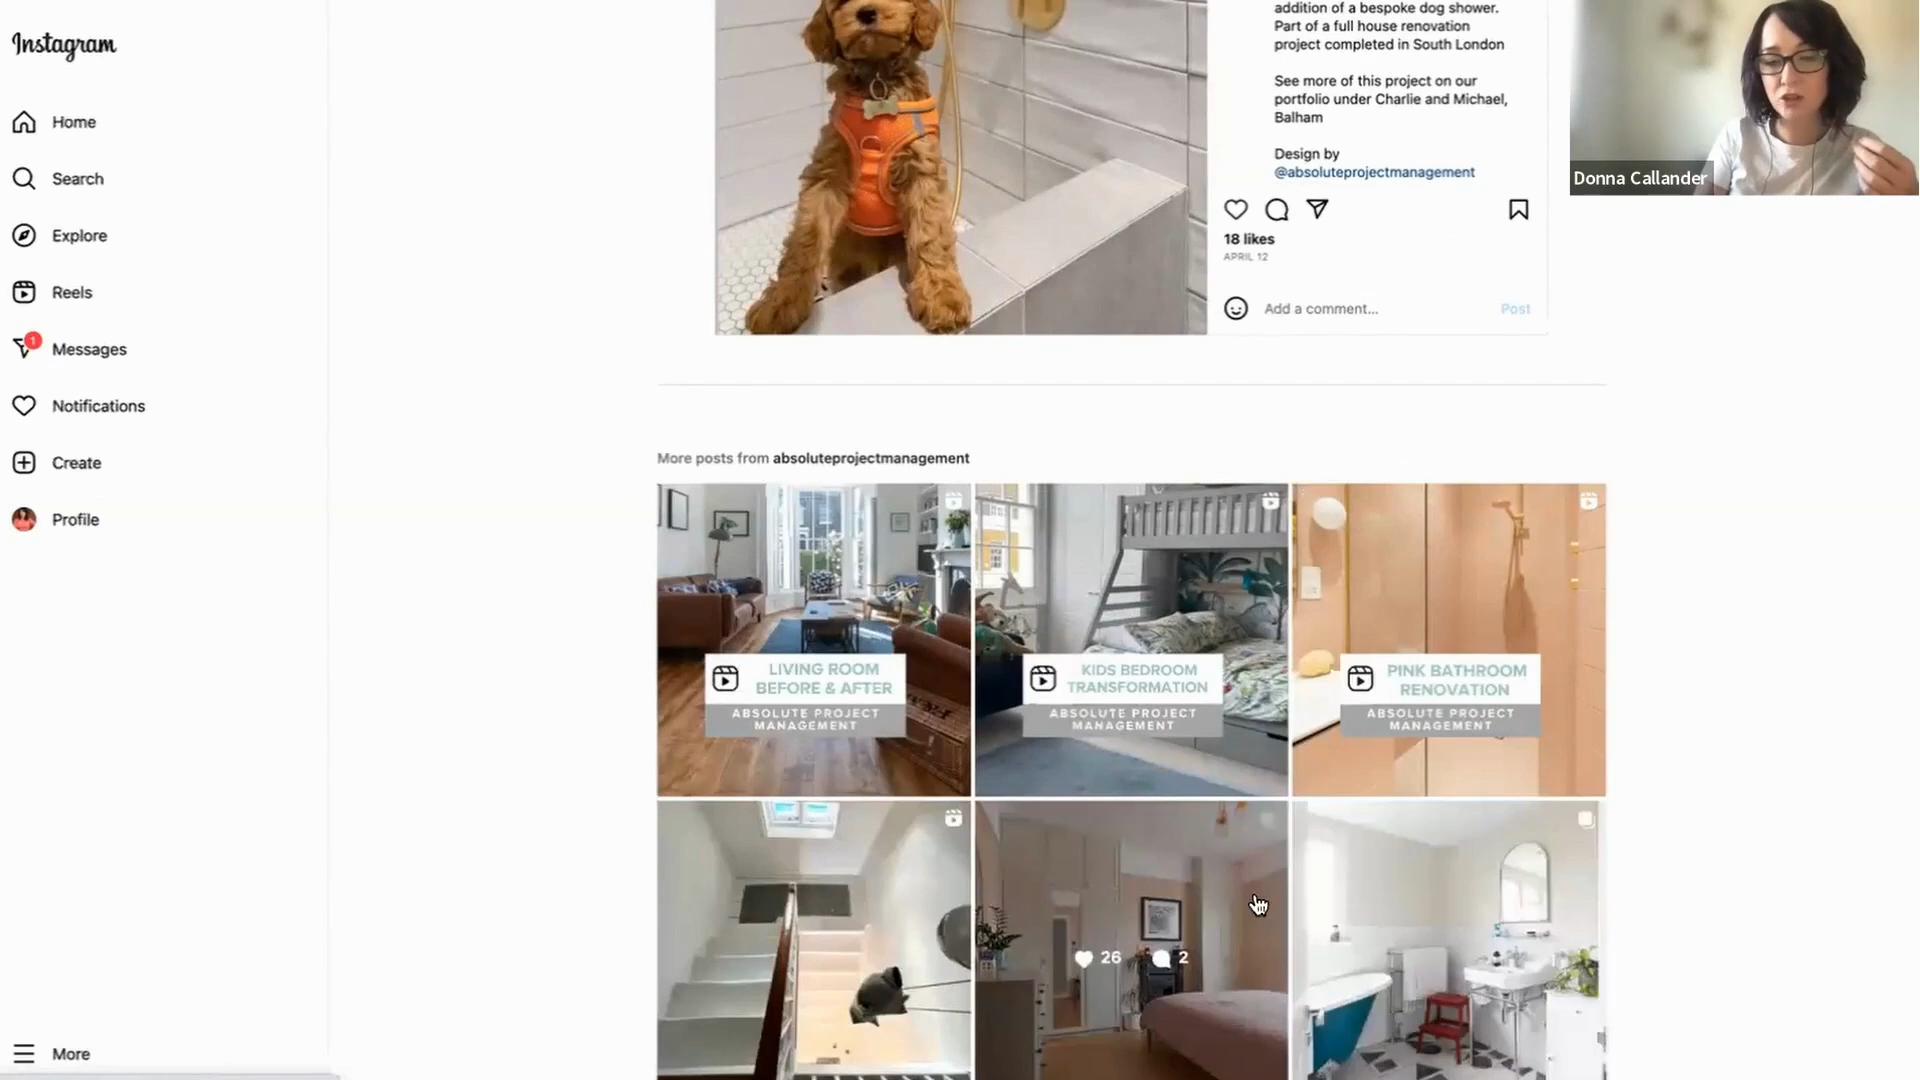 Instagram
Home
Search
Explore
Reels
1
Messages
Notifications
Create
Profile
More
addition of a bespoke dog shower.
Part of a full house renovation
project completed in South London
See more of this project on our
portfolio under Charlie and Michael,
Balham
Design by
@absoluteprojectmanagement
18 likes
APRIL 12
Add a comment...
Post
Donna Callander
More posts from absoluteprojectmanagement
LIVING ROOM
BEFORE & AFTER
ABSOLUTE PROJECT
MANAGEMENT
KIDS BEDROOM
TRANSFORMATION
ABSOLUTE PROJECT
MANAGEMENT
PINK BATHROOM
RENOVATION
ABSOLUTE PROJECT
MANAGEMENT
26
2